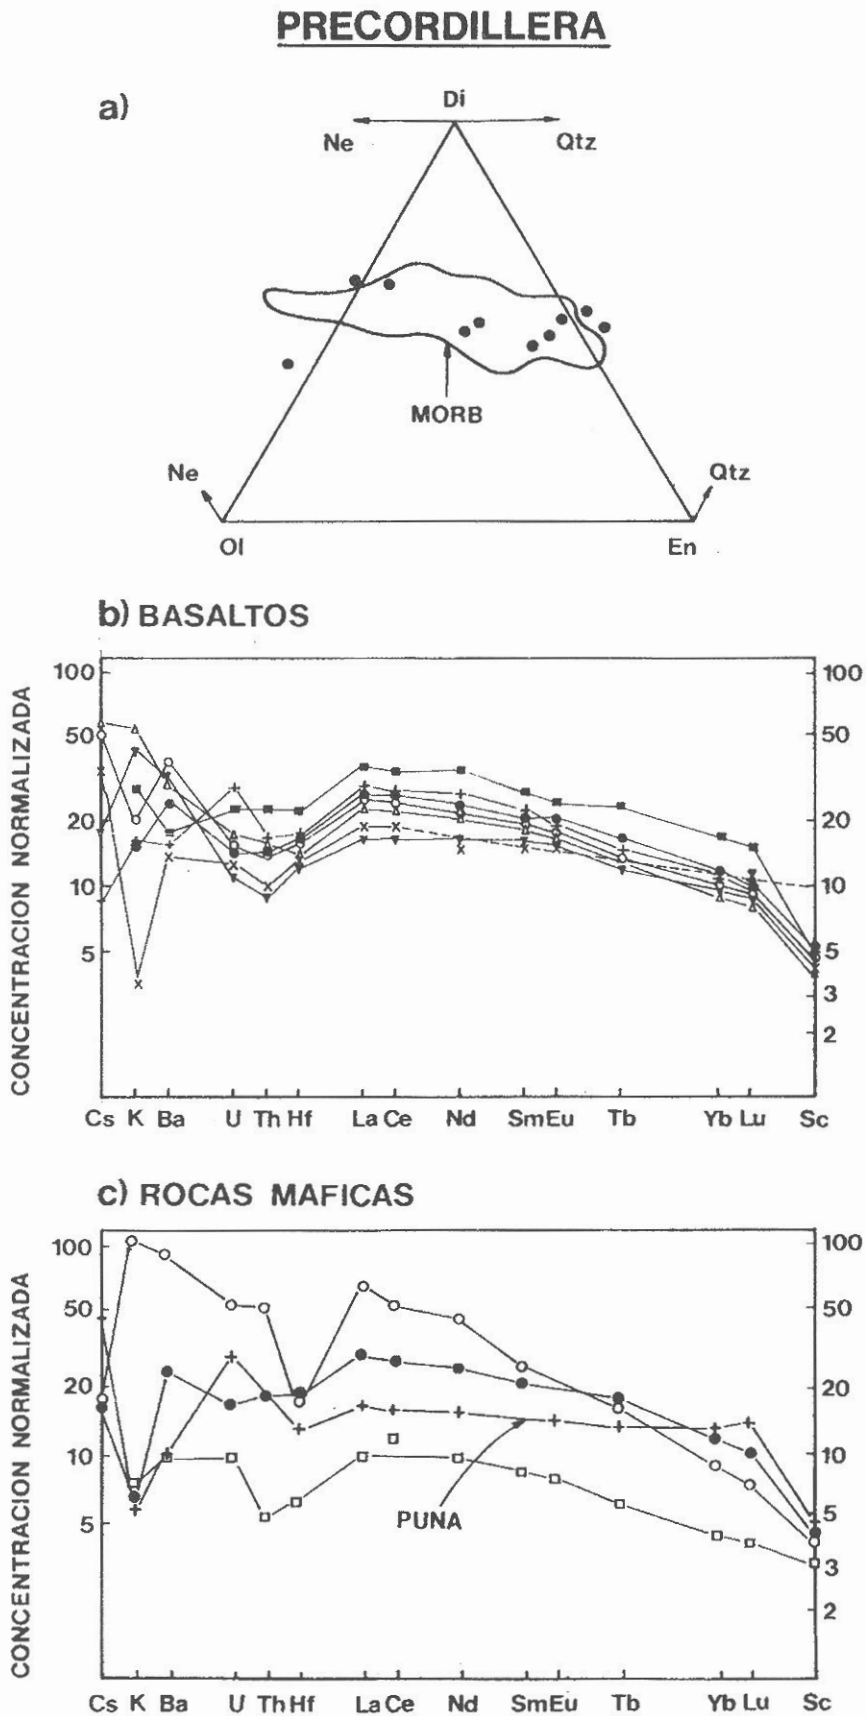 PRECORDILLERA
a)
Di
Ne Qtz
MORB
Ne Qtz
Ol En
b) BASALTOS
CONCENTRACION NORMALIZADA
100 100
50 50
20 20
10 10
5 5
3
2
Cs K Ba U Th Hf La Ce Nd Sm Eu Tb Yb Lu Sc
c) ROCAS MAFICAS
CONCENTRACION NORMALIZADA
100 100
50 50
20 20
10 10
5 5
3
2
PUNA
Cs K Ba U Th Hf La Ce Nd Sm Eu Tb Yb Lu Sc